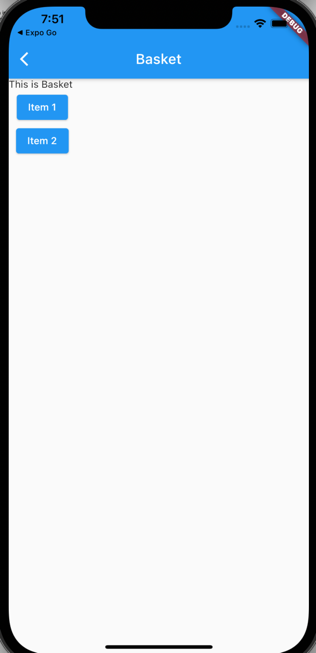 7:51
DEBUG
◀ Expo Go
Basket
This is Basket
Item 1
Item 2